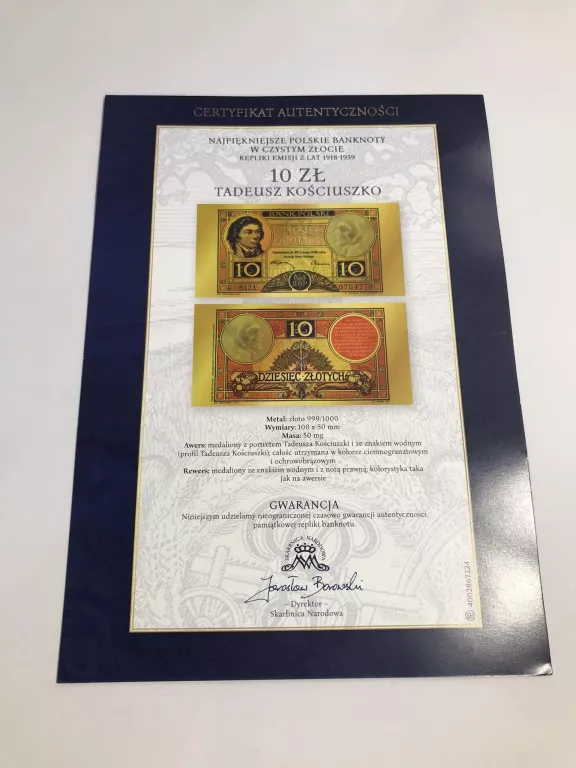 CERTYFIKAT AUTENTYCZNOŚCI
NAJPIĘKNIEJSZE POLSKIE BANKNOTY
W CZYSTYM ZŁOCIE
REPLIKI EMISJI Z LAT 1918-1939
10 ZŁ
TADEUSZ KOŚCIUSZKO
BANK POLSKI
10
10
10
DZIESIĘĆ ZŁOTYCH
Metal: złoto 999/1000
Wymiary: 100 x 50 mm
Masa: 50 mg
Awers: medaliony z portretem Tadeusza Kościuszki i ze znakiem wodnym
(profil Tadeusza Kościuszki); całość utrzymana w kolorze ciemnogranatowym
i ochrowobrązowym
Rewers: medaliony ze znakiem wodnym i z notą prawną; kolorystyka taka
jak na awersie
GWARANCJA
Niniejszym udzielamy nieograniczonej czasowo gwarancji autentyczności
pamiątkowej repliki banknotu.
SKARBNICA NARODOWA
Jarosław Borowski
– Dyrektor –
Skarbnica Narodowa
4002867224